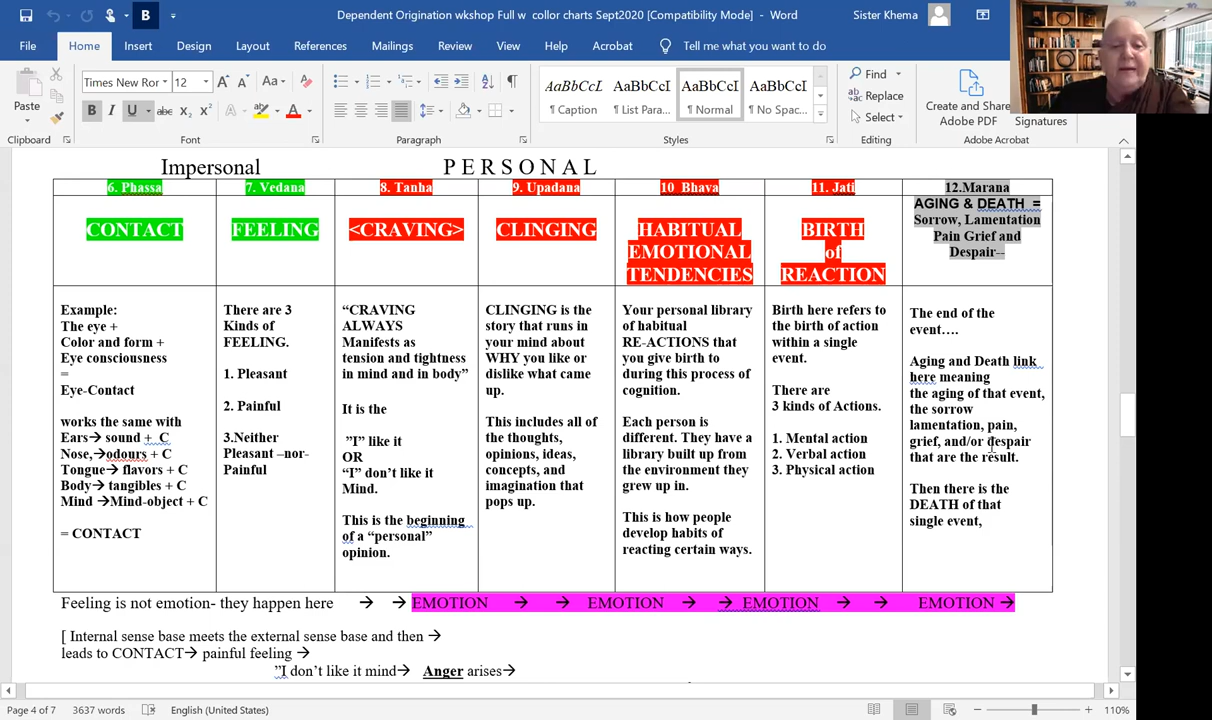 Dependent Origination wkshop Full w collor charts Sept2020 [Compatibility Mode] - Word
Sister Khema
File Home Insert Design Layout References Mailings Review View Help Acrobat Tell me what you want to do
Times New Ror 12
Paste
AaBbCcI AaBbCcI AaBbCcI AaBbCcI
¶ Caption ¶ List Para... ¶ Normal ¶ No Spac...
Find
Replace
Select
Create and Share
Adobe PDF
Signatures
Clipboard Font Paragraph Styles Editing Adobe Acrobat
Impersonal P E R S O N A L
6. Phassa
CONTACT
Example:
The eye +
Color and form +
Eye consciousness
=
Eye-Contact
works the same with
Ears→ sound + C
Nose,→odours + C
Tongue→ flavors + C
Body→ tangibles + C
Mind →Mind-object + C
= CONTACT
7. Vedana
FEELING
There are 3
Kinds of
FEELING.
1. Pleasant
2. Painful
3.Neither
Pleasant –nor-
Painful
8. Tanha
<CRAVING>
“CRAVING
ALWAYS
Manifests as
tension and tightness
in mind and in body”
It is the
”I” like it
OR
“I” don’t like it
Mind.
This is the beginning
of a “personal”
opinion.
9. Upadana
CLINGING
CLINGING is the
story that runs in
your mind about
WHY you like or
dislike what came
up.
This includes all of
the thoughts,
opinions, ideas,
concepts, and
imagination that
pops up.
10 Bhava
HABITUAL
EMOTIONAL
TENDENCIES
Your personal library
of habitual
RE-ACTIONS that
you give birth to
during this process of
cognition.
Each person is
different. They have a
library built up from
the environment they
grew up in.
This is how people
develop habits of
reacting certain ways.
11. Jati
BIRTH
of
REACTION
Birth here refers to
the birth of action
within a single
event.
There are
3 kinds of Actions.
1. Mental action
2. Verbal action
3. Physical action
12.Marana
AGING & DEATH =
Sorrow, Lamentation
Pain Grief and
Despair--
The end of the
event….
Aging and Death link
here meaning
the aging of that event,
the sorrow
lamentation, pain,
grief, and/or despair
that are the result.
Then there is the
DEATH of that
single event,
Feeling is not emotion- they happen here → → EMOTION → → EMOTION → → EMOTION → → EMOTION →
[ Internal sense base meets the external sense base and then →
leads to CONTACT→ painful feeling →
”I don’t like it mind→ Anger arises→
Page 4 of 7 3637 words English (United States) 110%